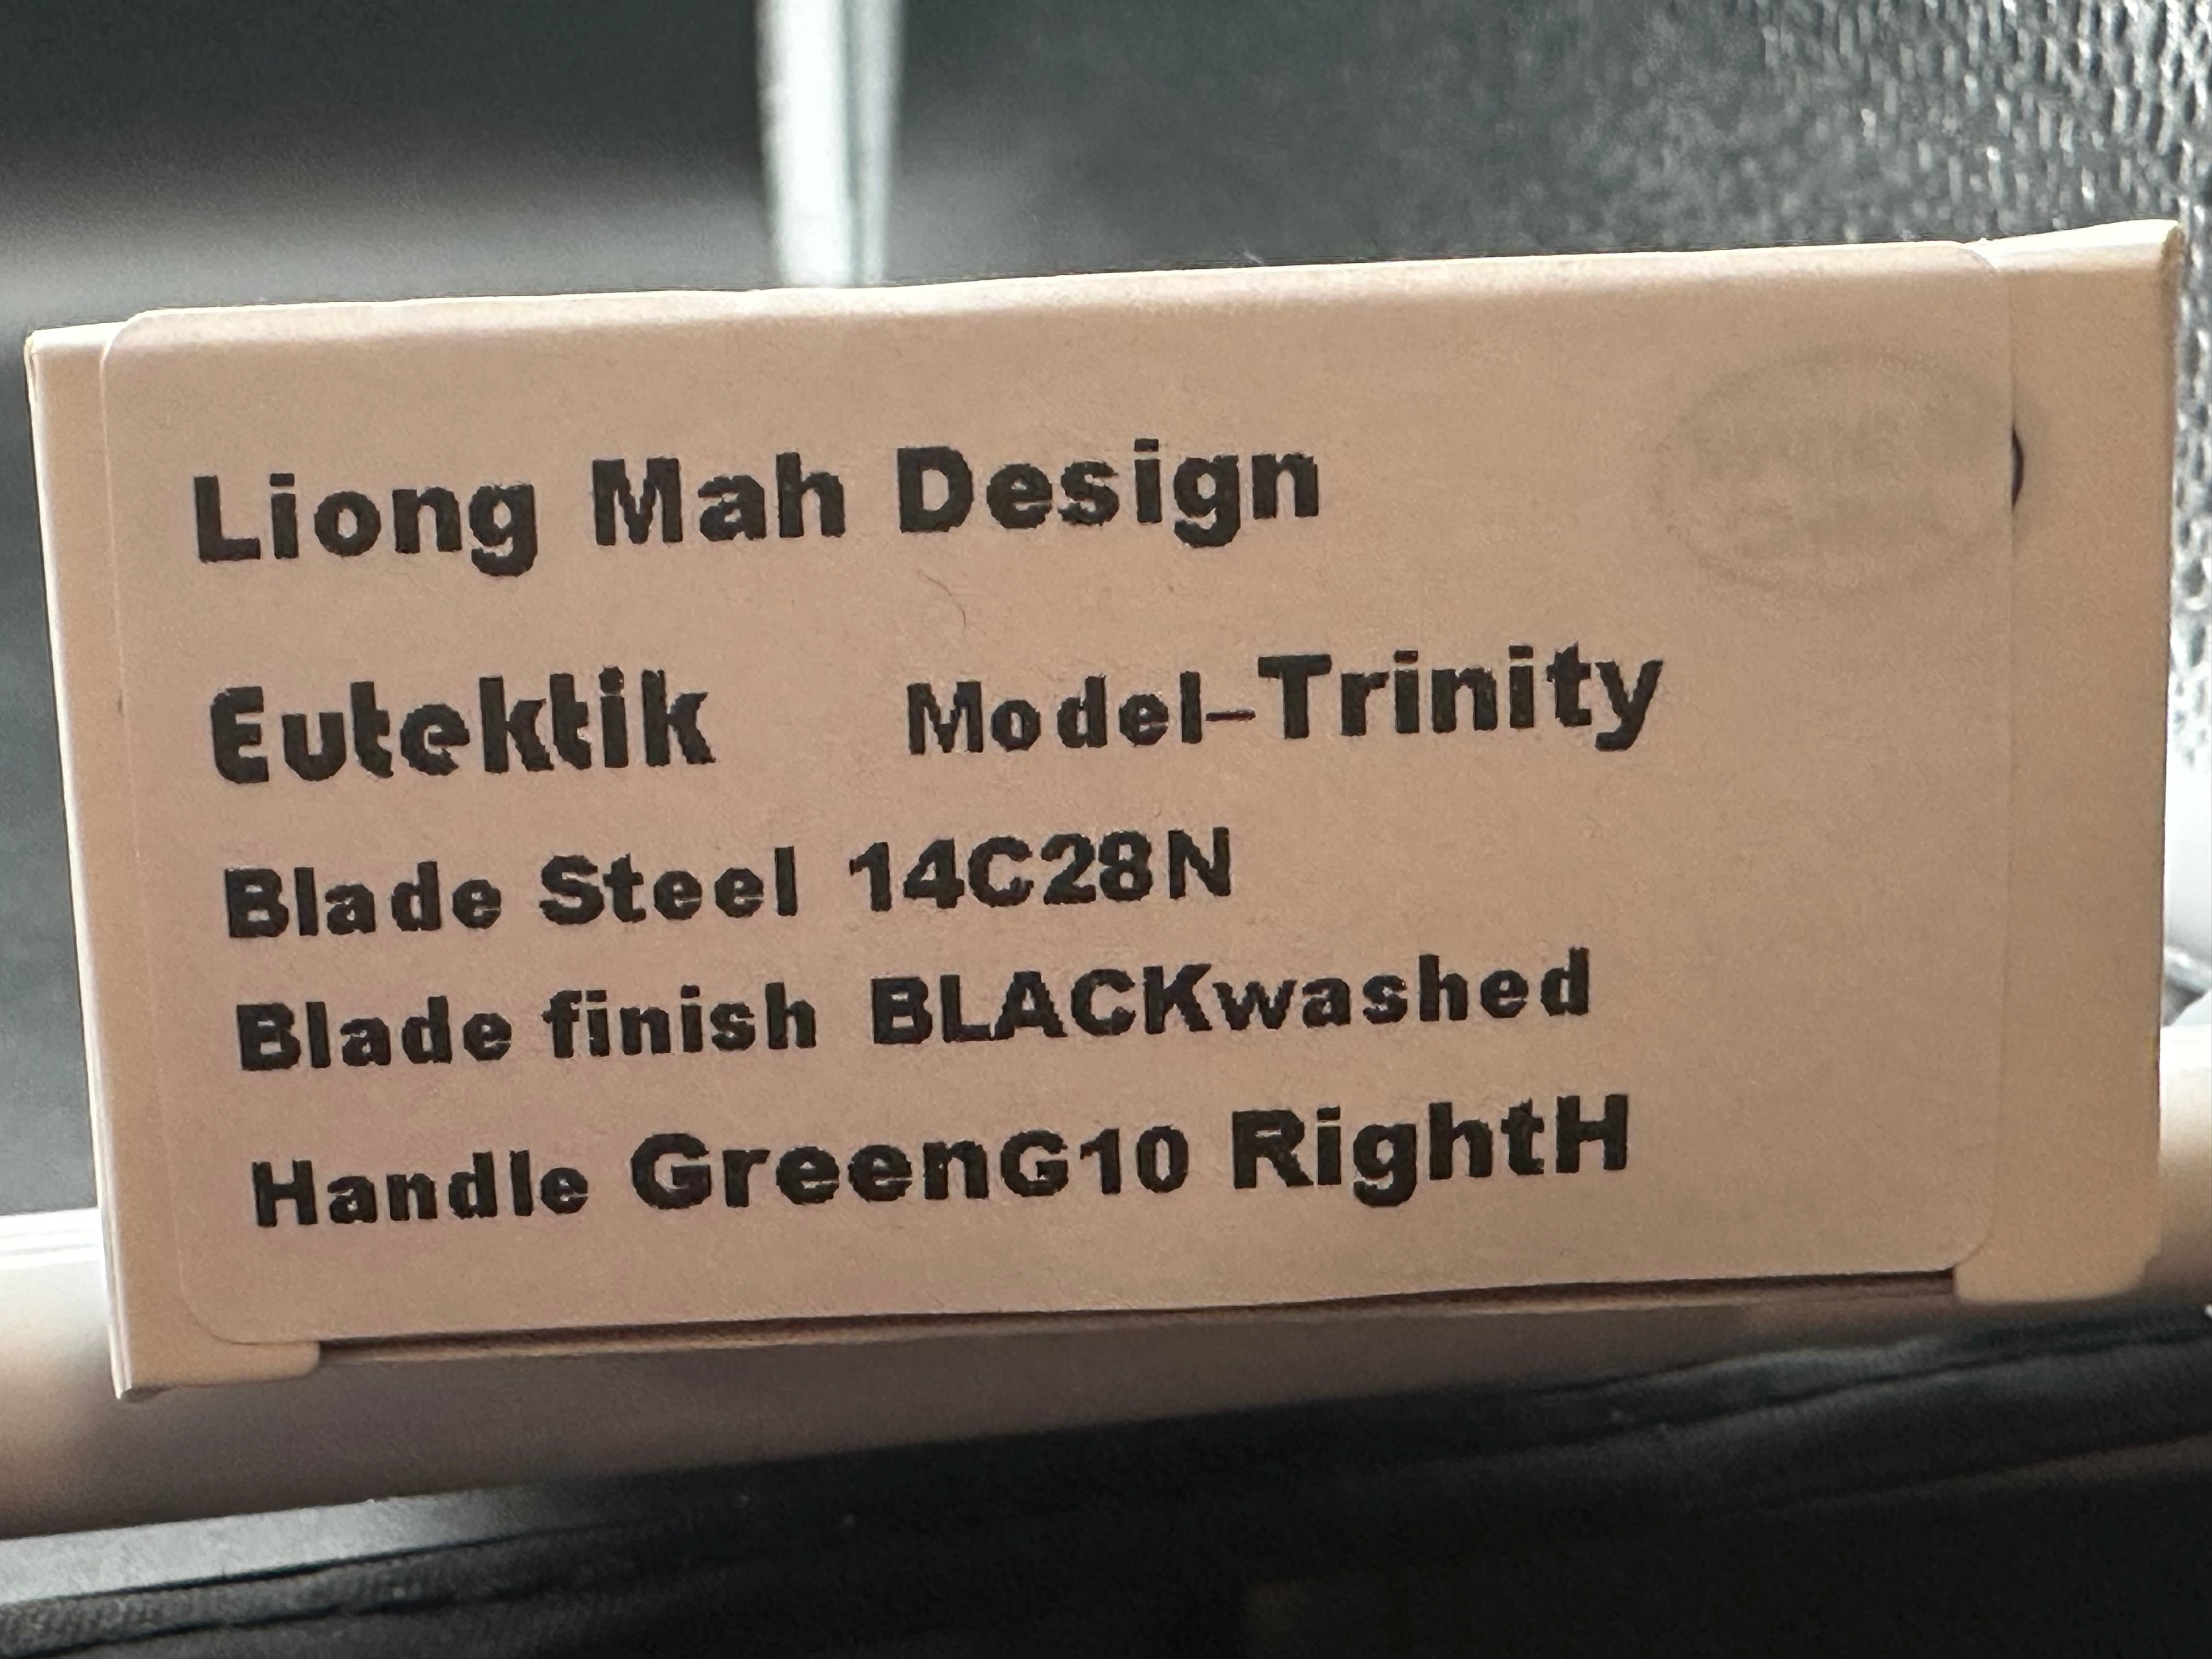 Liong Mah Design
Eutektik Model-Trinity
Blade Steel 14C28N
Blade finish BLACKwashed
Handle GreenG10 RightH